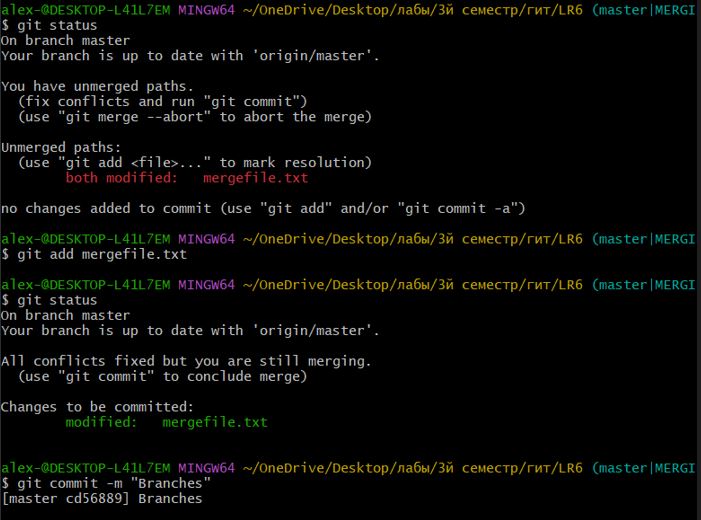 alex-@DESKTOP-L41L7EM MINGW64 ~/OneDrive/Desktop/лабы/3й семестр/гит/LR6 (master|MERGI
$ git status
On branch master
Your branch is up to date with 'origin/master'.
You have unmerged paths.
(fix conflicts and run "git commit")
(use "git merge --abort" to abort the merge)
Unmerged paths:
(use "git add <file>..." to mark resolution)
both modified:   mergefile.txt
no changes added to commit (use "git add" and/or "git commit -a")
alex-@DESKTOP-L41L7EM MINGW64 ~/OneDrive/Desktop/лабы/3й семестр/гит/LR6 (master|MERGI
$ git add mergefile.txt
alex-@DESKTOP-L41L7EM MINGW64 ~/OneDrive/Desktop/лабы/3й семестр/гит/LR6 (master|MERGI
$ git status
On branch master
Your branch is up to date with 'origin/master'.
All conflicts fixed but you are still merging.
(use "git commit" to conclude merge)
Changes to be committed:
modified:   mergefile.txt
alex-@DESKTOP-L41L7EM MINGW64 ~/OneDrive/Desktop/лабы/3й семестр/гит/LR6 (master|MERGI
$ git commit -m "Branches"
[master cd56889] Branches